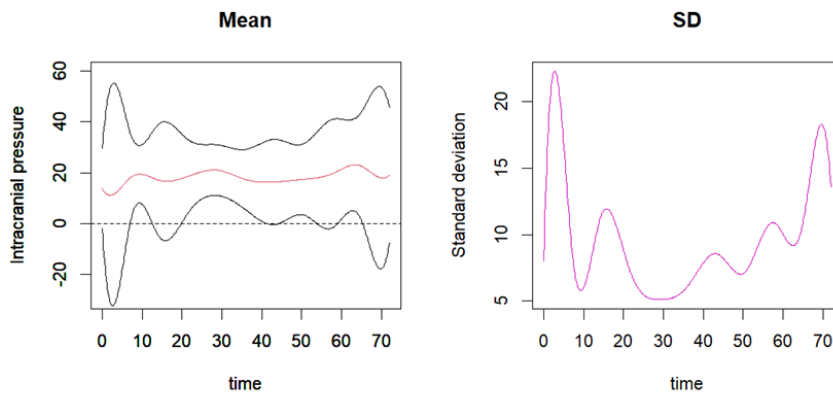 Mean
Intracranial pressure
60
40
20
0
-20
0 10 20 30 40 50 60 70
time
SD
Standard deviation
20
15
10
5
0 10 20 30 40 50 60 70
time